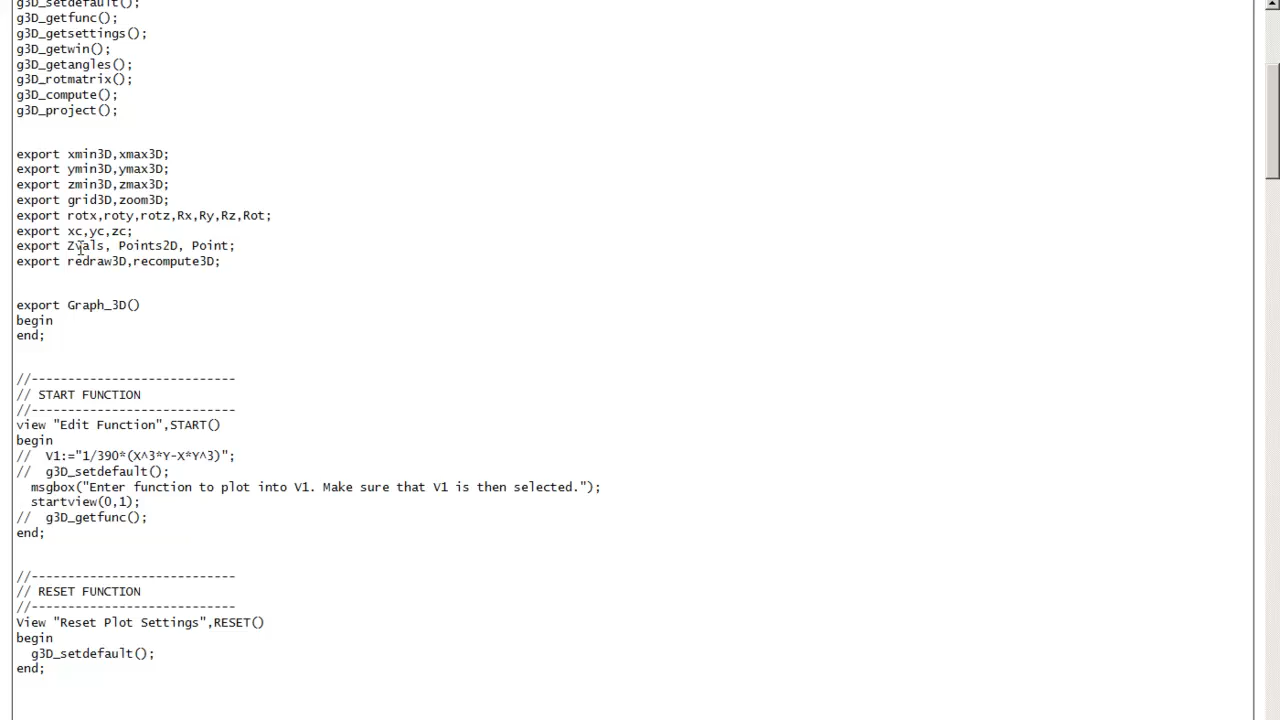 g3D_setdefault();
g3D_getfunc();
g3D_getsettings();
g3D_getwin();
g3D_getangles();
g3D_rotmatrix();
g3D_compute();
g3D_project();
export xmin3D,xmax3D;
export ymin3D,ymax3D;
export zmin3D,zmax3D;
export grid3D,zoom3D;
export rotx,roty,rotz,Rx,Ry,Rz,Rot;
export xc,yc,zc;
export Zvals, Points2D, Point;
export redraw3D,recompute3D;
export Graph_3D()
begin
end;
//----------------------------
// START FUNCTION
//----------------------------
view "Edit Function",START()
begin
//  V1:="1/390*(X^3*Y-X*Y^3)";
//  g3D_setdefault();
  msgbox("Enter function to plot into V1. Make sure that V1 is then selected.");
  startview(0,1);
//  g3D_getfunc();
end;
//----------------------------
// RESET FUNCTION
//----------------------------
View "Reset Plot Settings",RESET()
begin
  g3D_setdefault();
end;